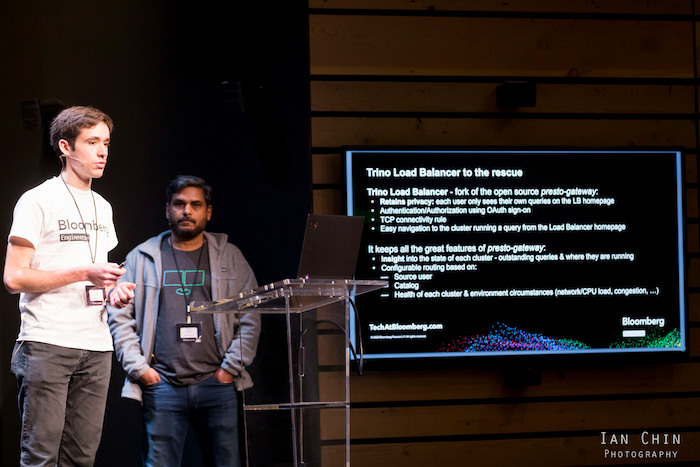 Bloomberg
Engineering
Trino Load Balancer to the rescue
Trino Load Balancer - fork of the open source presto-gateway:
• Retains privacy: each user only sees their own queries on the LB homepage
• Authentication/Authorization using OAuth sign-on
• TCP connectivity rule
• Easy navigation to the cluster running a query from the Load Balancer homepage
It keeps all the great features of presto-gateway:
• Insight into the state of each cluster - outstanding queries & where they are running
• Configurable routing based on:
— Source user
— Catalog
— Health of each cluster & environment circumstances (network/CPU load, congestion, ...)
TechAtBloomberg.com
Bloomberg
IAN CHIN
PHOTOGRAPHY